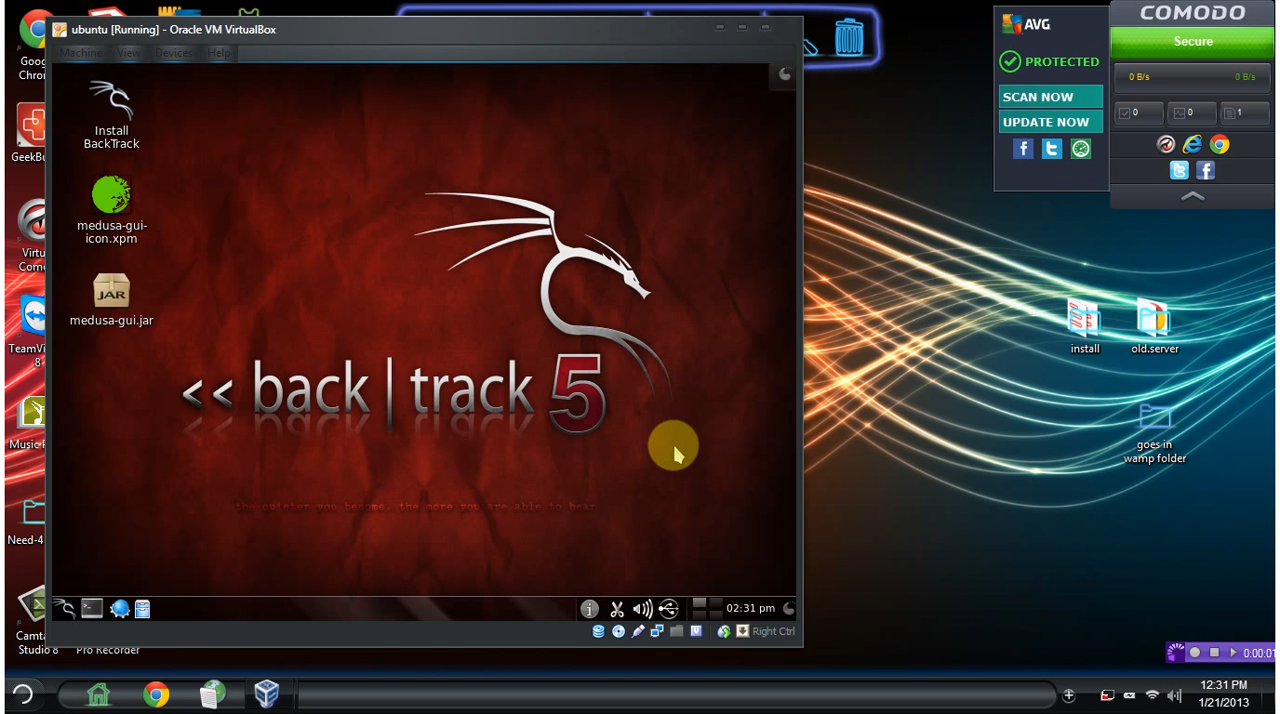 ubuntu [Running] - Oracle VM VirtualBox
Machine View Devices Help
Install
BackTrack
medusa-gui-
icon.xpm
JAR
medusa-gui.jar
<< back | track 5
the quieter you become, the more you are able to hear
02:31 pm
Right Ctrl
Goog
Chron
GeekBu
Virtu
Como
TeamVi
8
Music
Need-4
Camta
Studio 8
Pro Recorder
AVG
PROTECTED
SCAN NOW
UPDATE NOW
COMODO
Secure
0 B/s
0 B/s
0
0
1
install
old.server
goes in
wamp folder
0:00:01
12:31 PM
1/21/2013